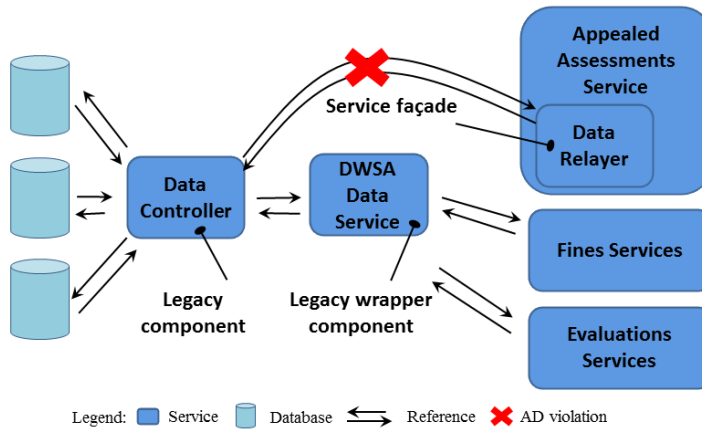 Appealed
Assessments
Service
Service façade
Data
Relayer
Data
Controller
DWSA
Data
Service
Fines Services
Legacy
component
Legacy wrapper
component
Evaluations
Services
Legend: Service Database Reference AD violation